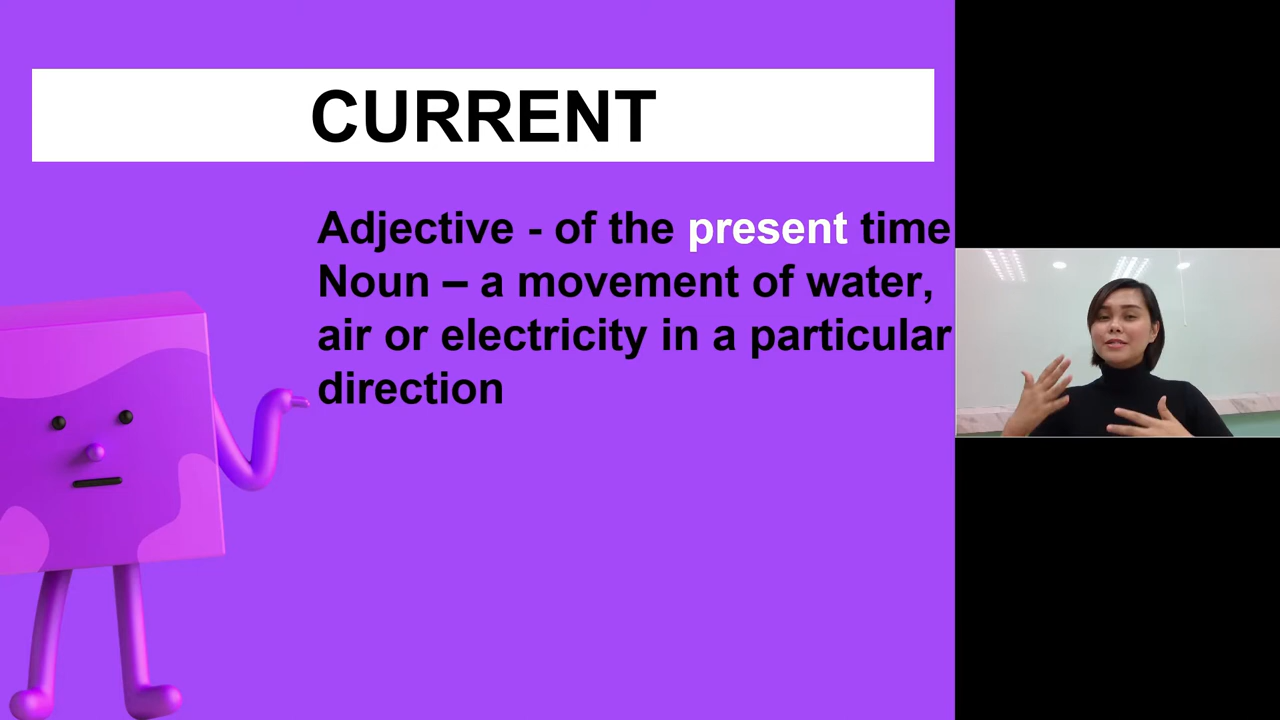 CURRENT
Adjective - of the present time
Noun – a movement of water,
air or electricity in a particular
direction